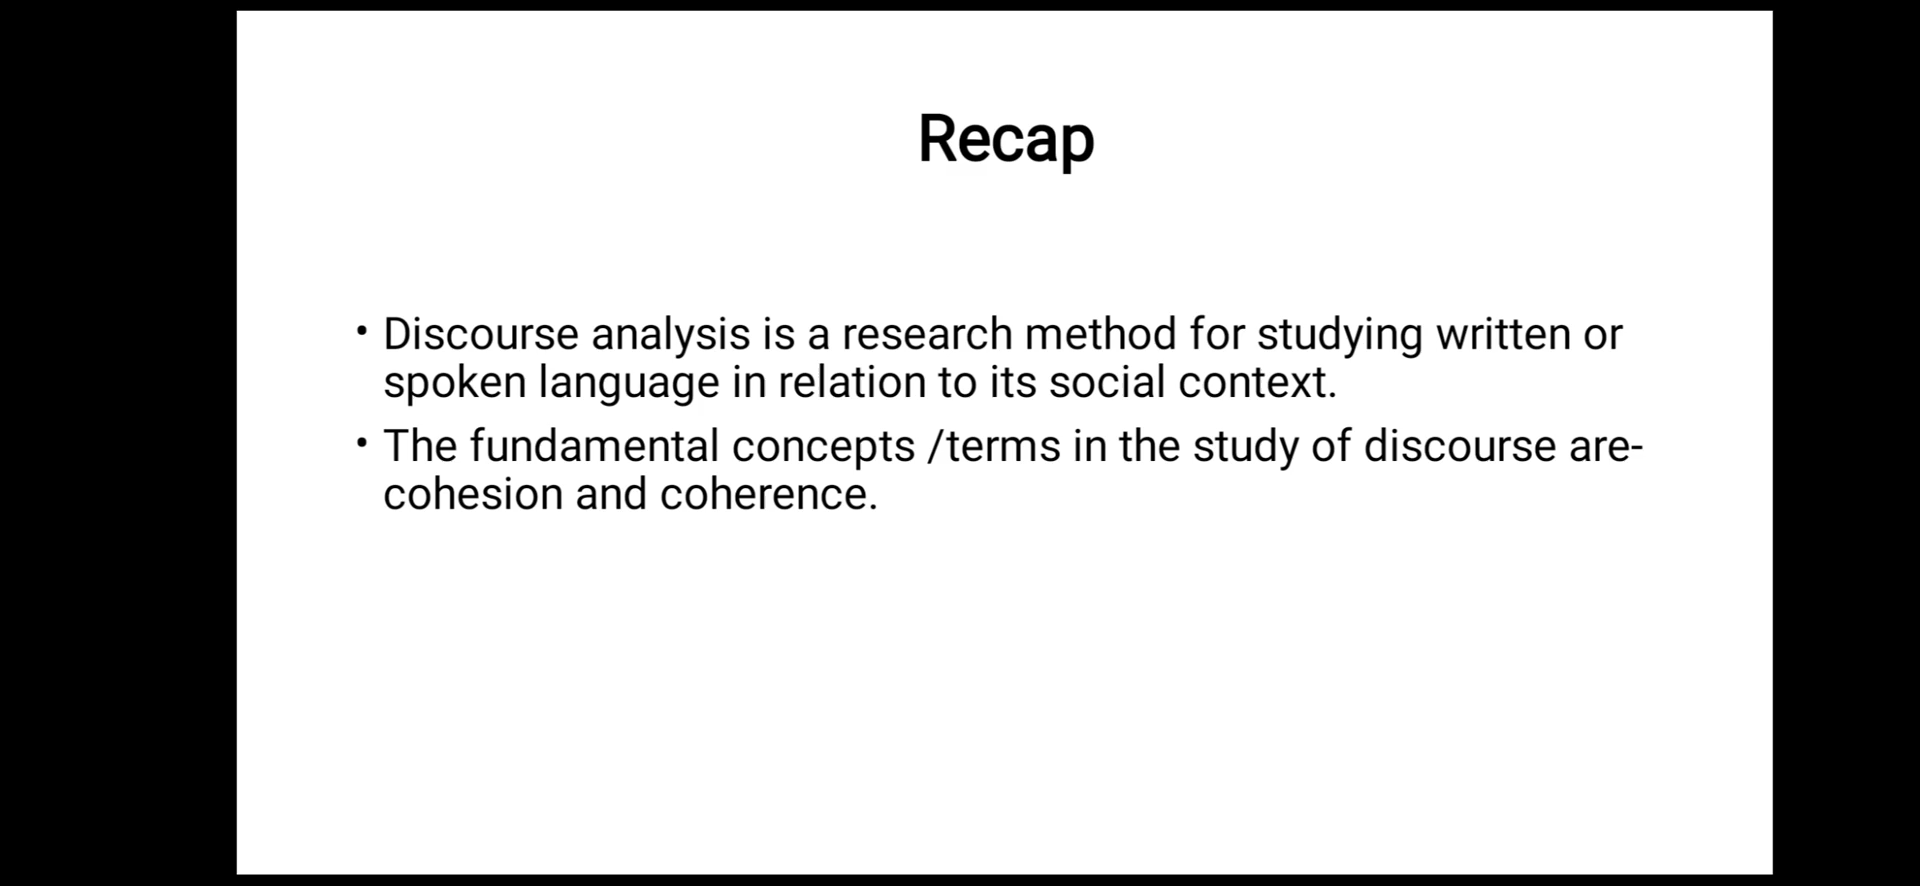 Recap
• Discourse analysis is a research method for studying written or
spoken language in relation to its social context.
• The fundamental concepts /terms in the study of discourse are-
cohesion and coherence.